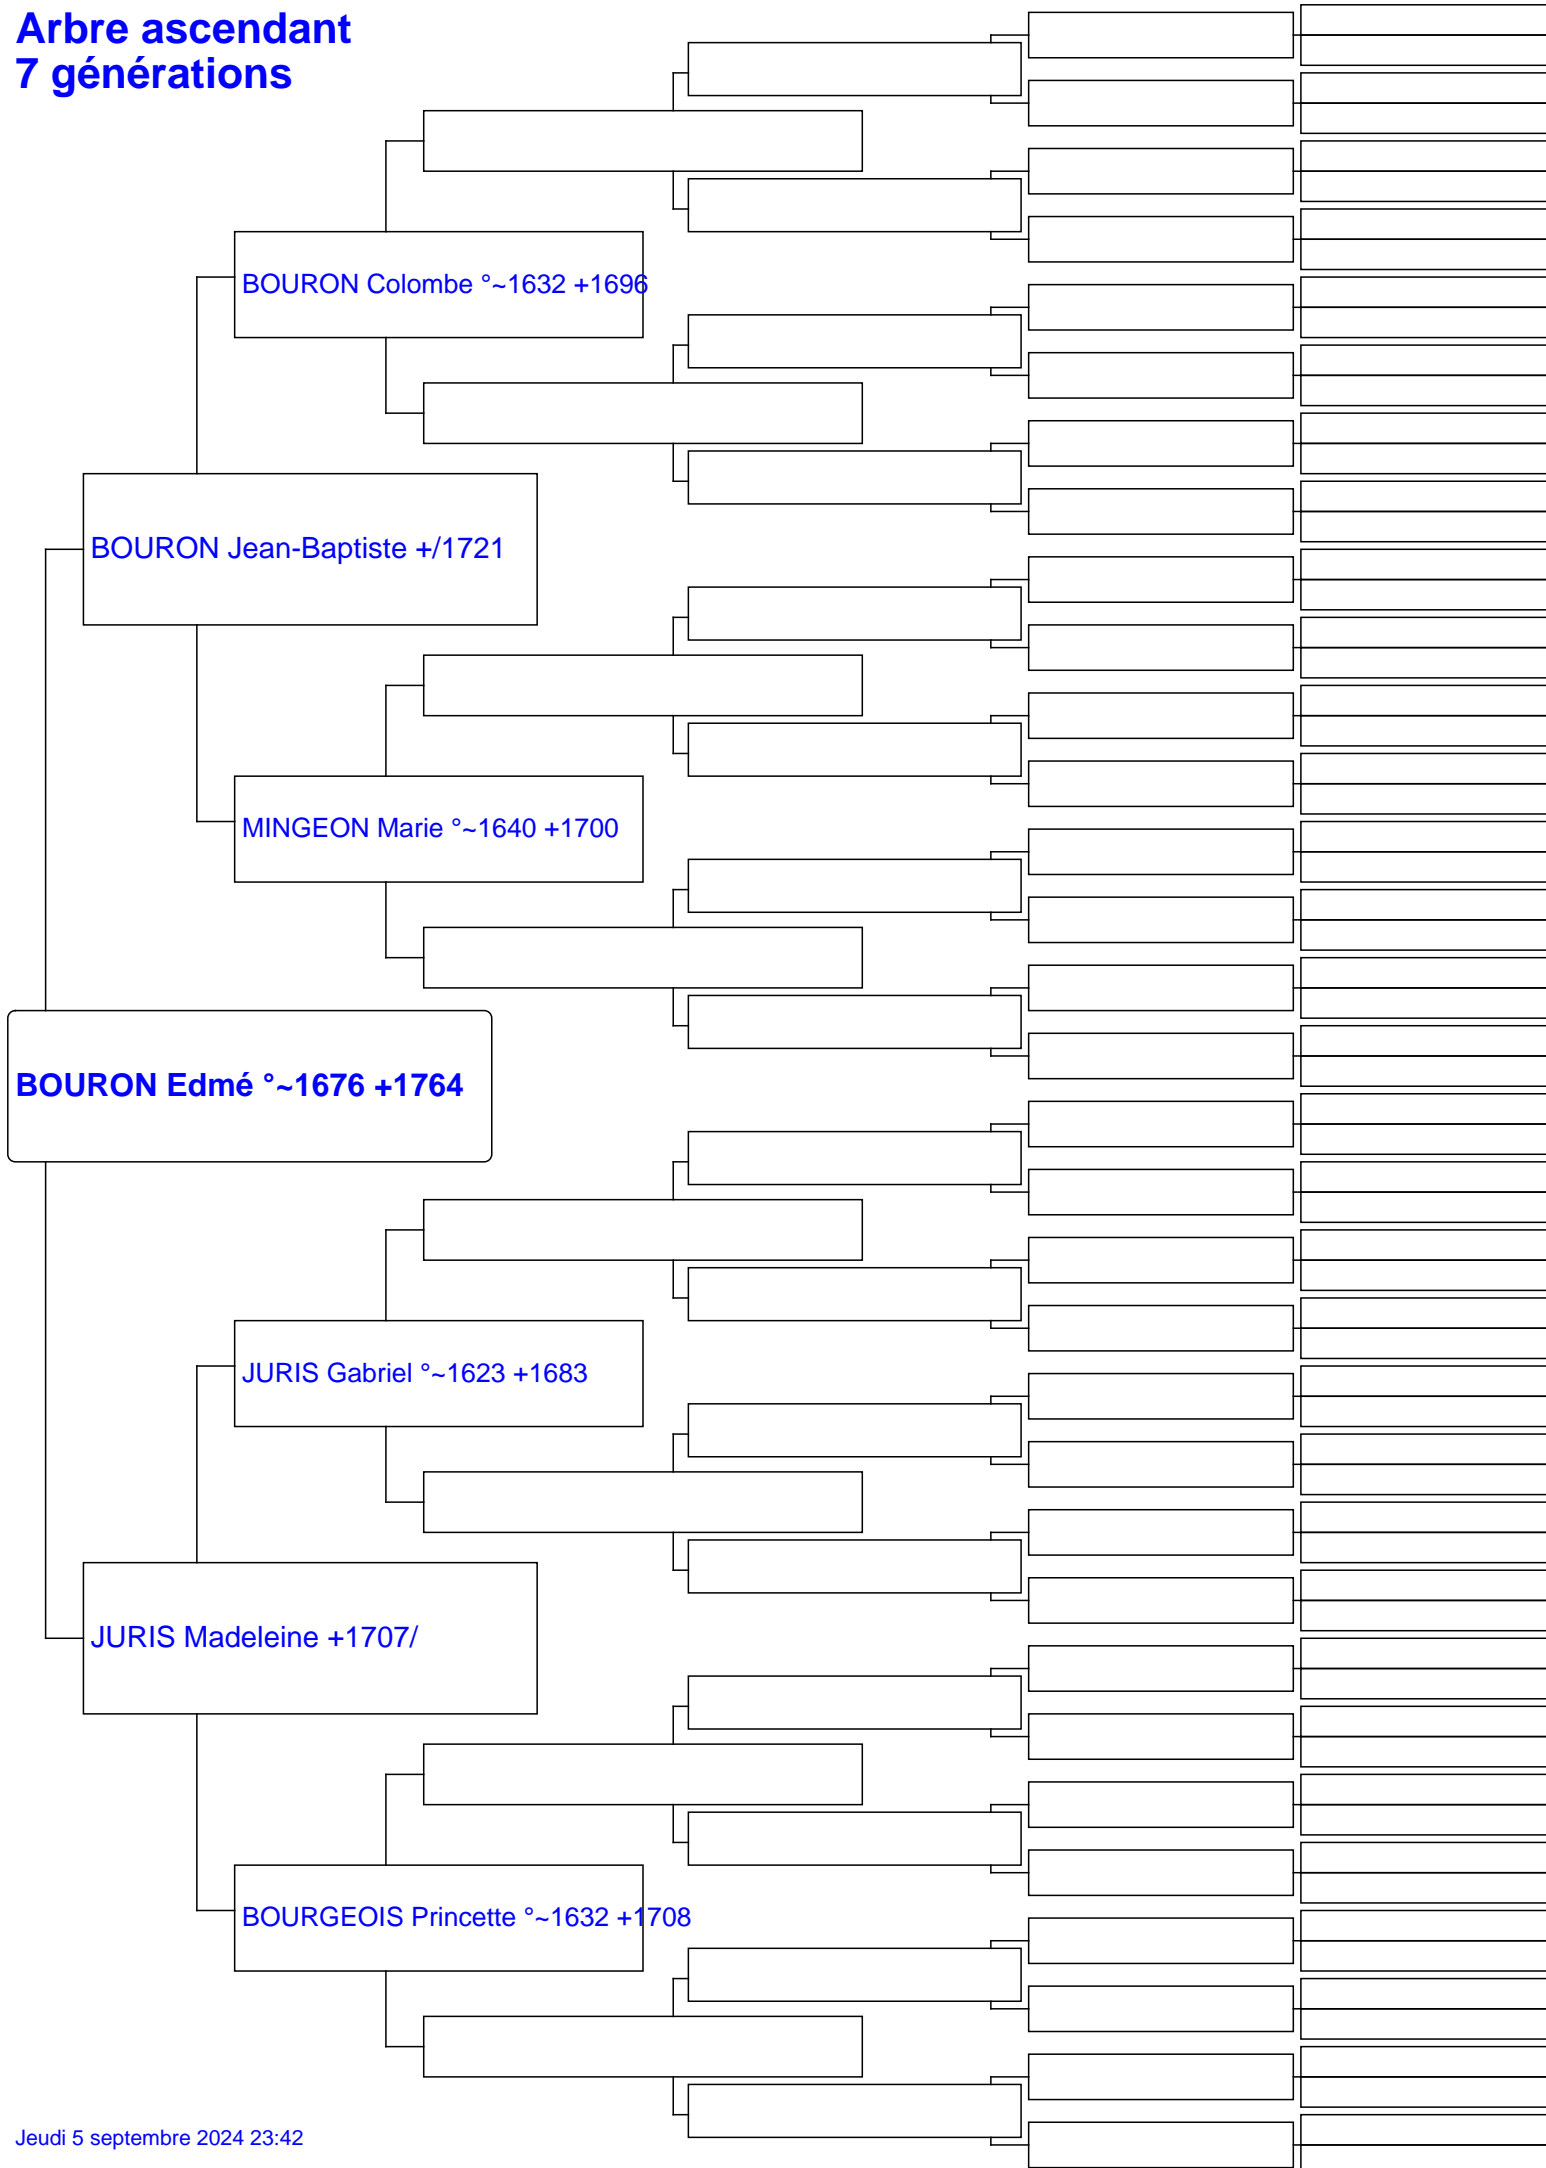 Arbre ascendant
7 générations
BOURON Colombe °~1632 +1696
BOURON Jean-Baptiste +/1721
MINGEON Marie °~1640 +1700
BOURON Edmé °~1676 +1764
JURIS Gabriel °~1623 +1683
JURIS Madeleine +1707/
BOURGEOIS Princette °~1632 +1708
Jeudi 5 septembre 2024 23:42